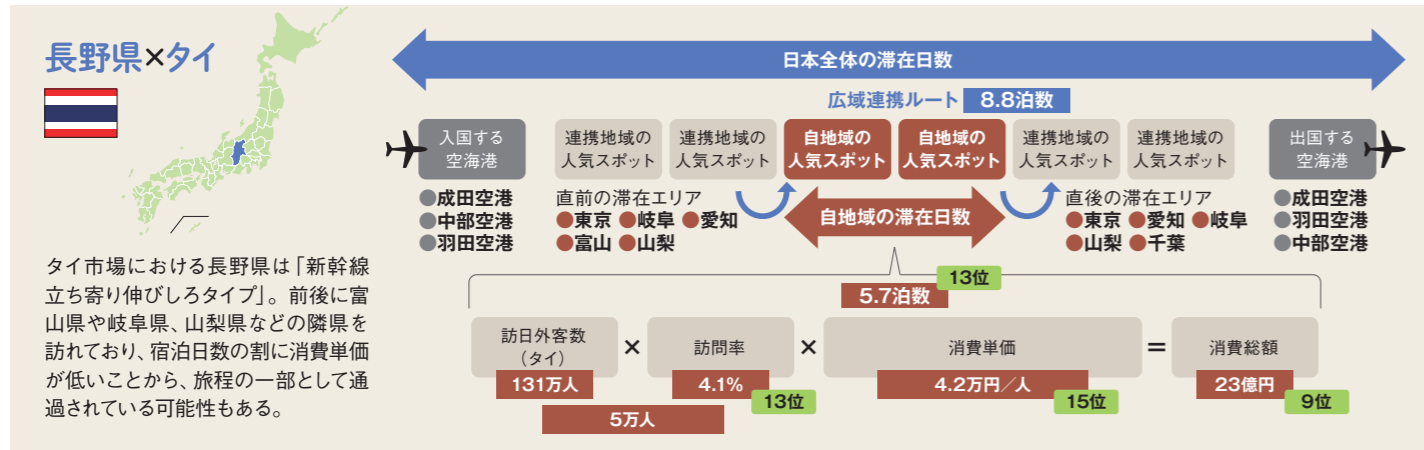 長野県×タイ
日本全体の滞在日数
広域連携ルート 8.8泊数
入国する
空海港
連携地域の
人気スポット
連携地域の
人気スポット
自地域の
人気スポット
自地域の
人気スポット
連携地域の
人気スポット
連携地域の
人気スポット
出国する
空海港
●成田空港
●中部空港
●羽田空港
直前の滞在エリア
●東京 ●岐阜 ●愛知
●富山 ●山梨
自地域の滞在日数
直後の滞在エリア
●東京 ●愛知 ●岐阜
●山梨 ●千葉
●成田空港
●羽田空港
●中部空港
タイ市場における長野県は「新幹線
立ち寄り伸びしろタイプ」。前後に富
山県や岐阜県、山梨県などの隣県を
訪れており、宿泊日数の割に消費単価
が低いことから、旅程の一部として通
過されている可能性もある。
13位
5.7泊数
訪日外客数
（タイ）
131万人
×
訪問率
4.1%
13位
5万人
×
消費単価
4.2万円／人
15位
=
消費総額
23億円
9位